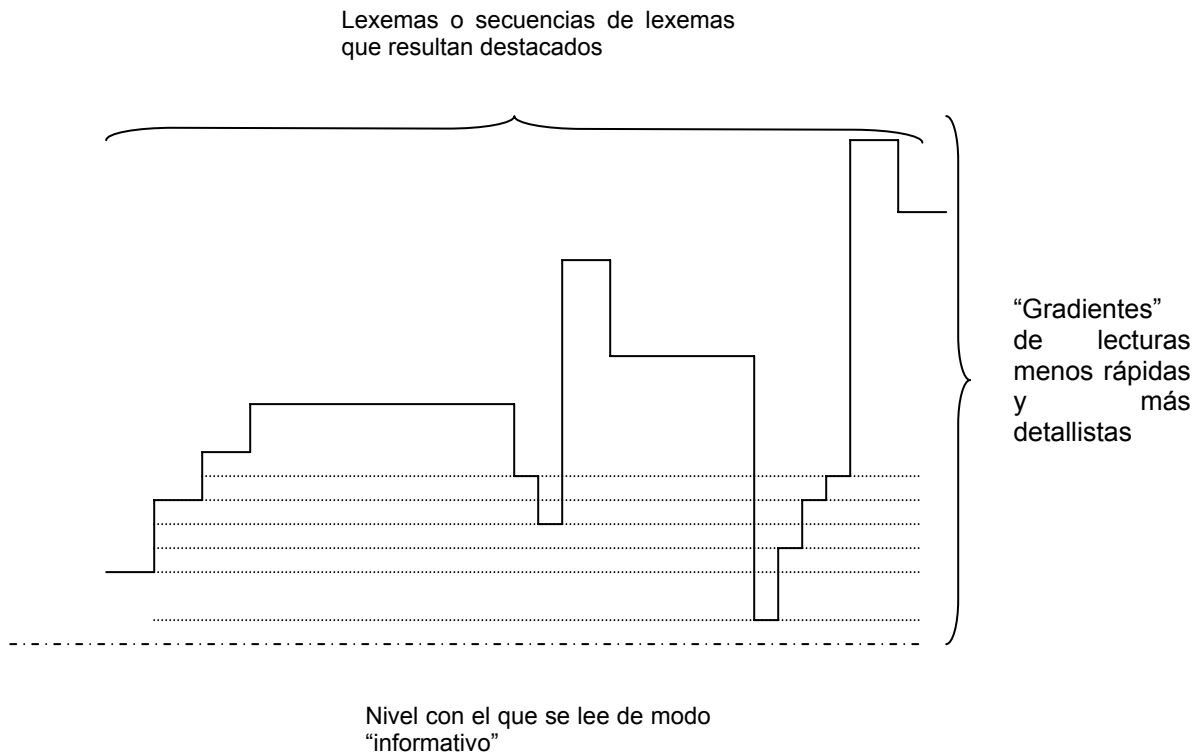 Lexemas o secuencias de lexemas
que resultan destacados
“Gradientes”
de lecturas
menos rápidas
y más
detallistas
Nivel con el que se lee de modo
“informativo”